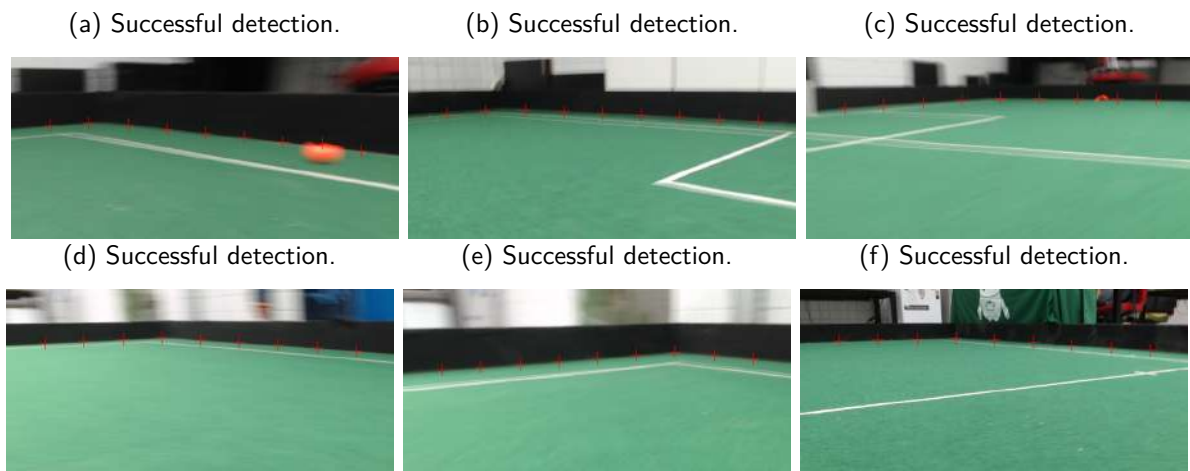 (a) Successful detection.
(b) Successful detection.
(c) Successful detection.
(d) Successful detection.
(e) Successful detection.
(f) Successful detection.